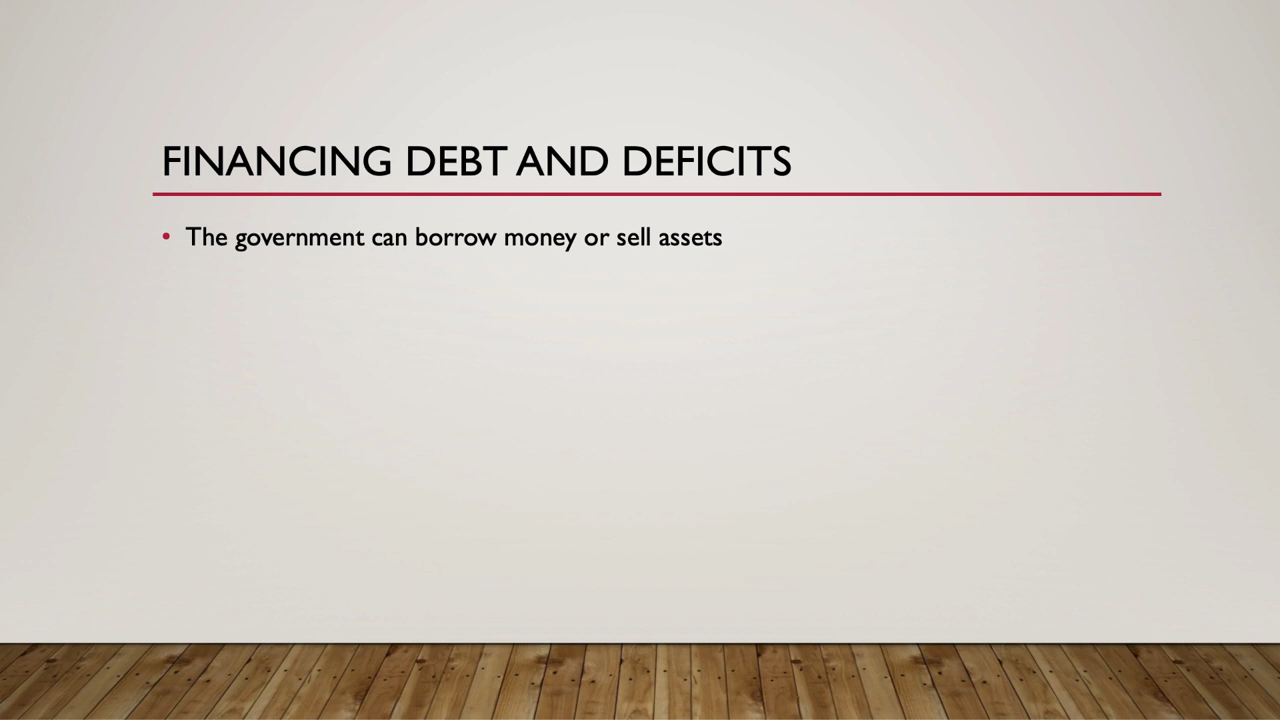 FINANCING DEBT AND DEFICITS
• The government can borrow money or sell assets